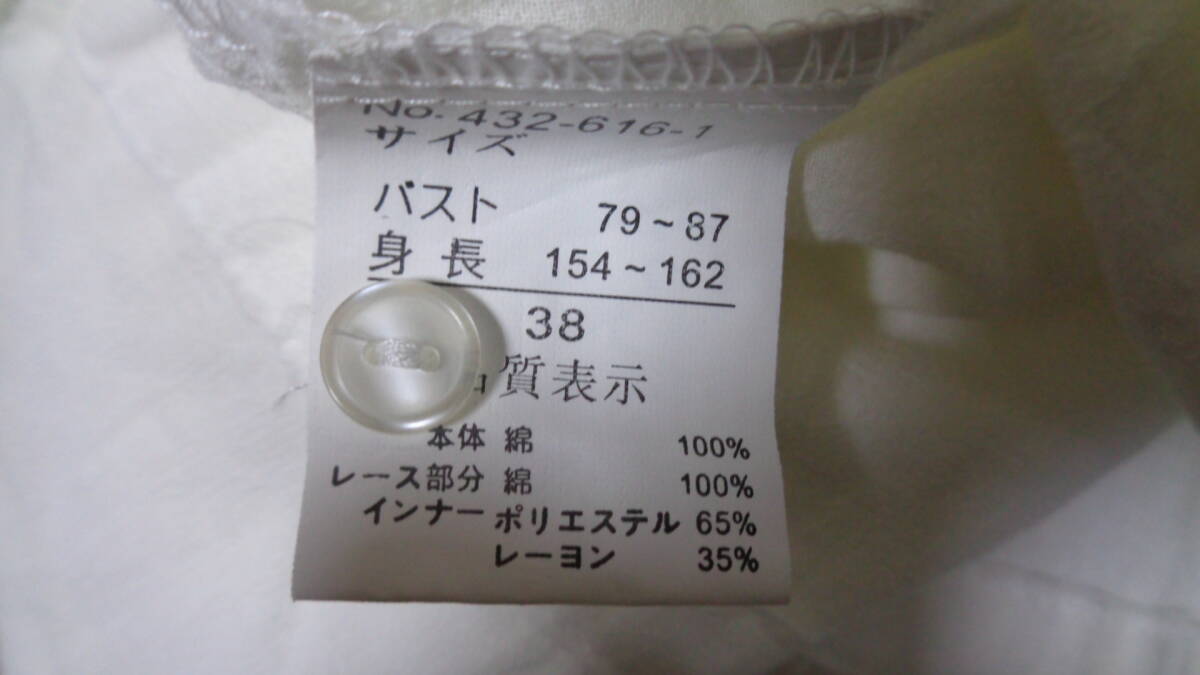 No. 432-616-1
サイズ
バスト 79~87
身長 154~162
38
質表示
本体 綿 100%
レース部分 綿 100%
インナー ポリエステル 65%
レーヨン 35%